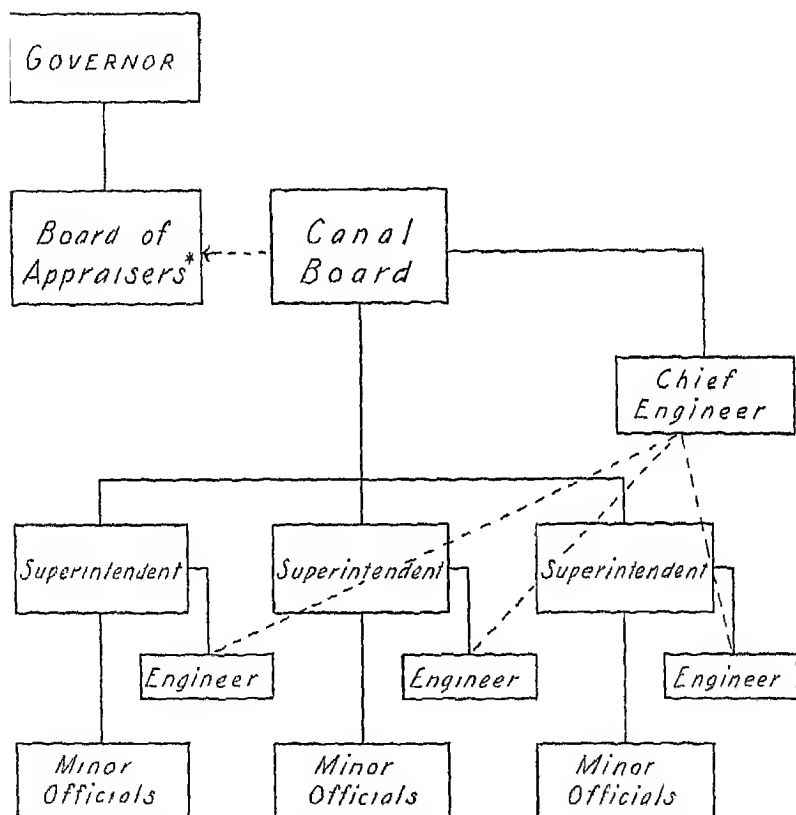 GOVERNOR
Board of
Appraisers*
Canal
Board
Chief
Engineer
Superintendent
Superintendent
Superintendent
Engineer
Engineer
Engineer
Minor
Officials
Minor
Officials
Minor
Officials